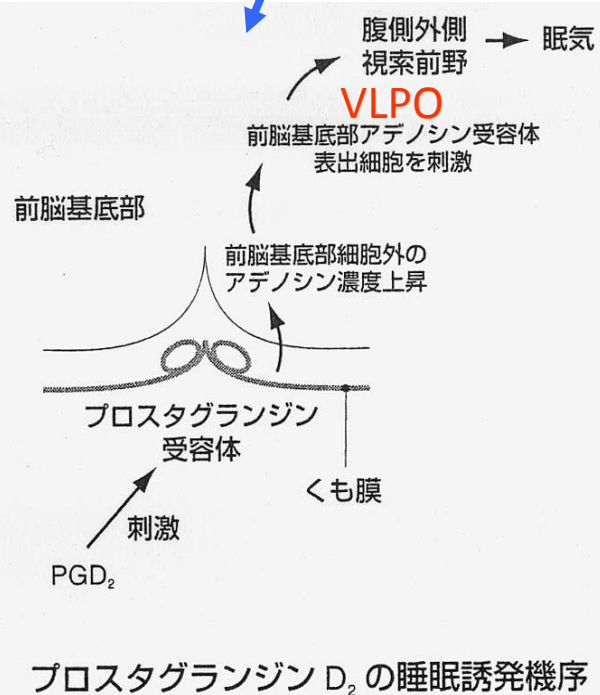 腹側外側
視索前野
眠気
VLPO
前脳基底部アデノシン受容体
表出細胞を刺激
前脳基底部
前脳基底部細胞外の
アデノシン濃度上昇
プロスタグランジン
受容体
くも膜
刺激
PGD₂
プロスタグランジン D₂ の睡眠誘発機序